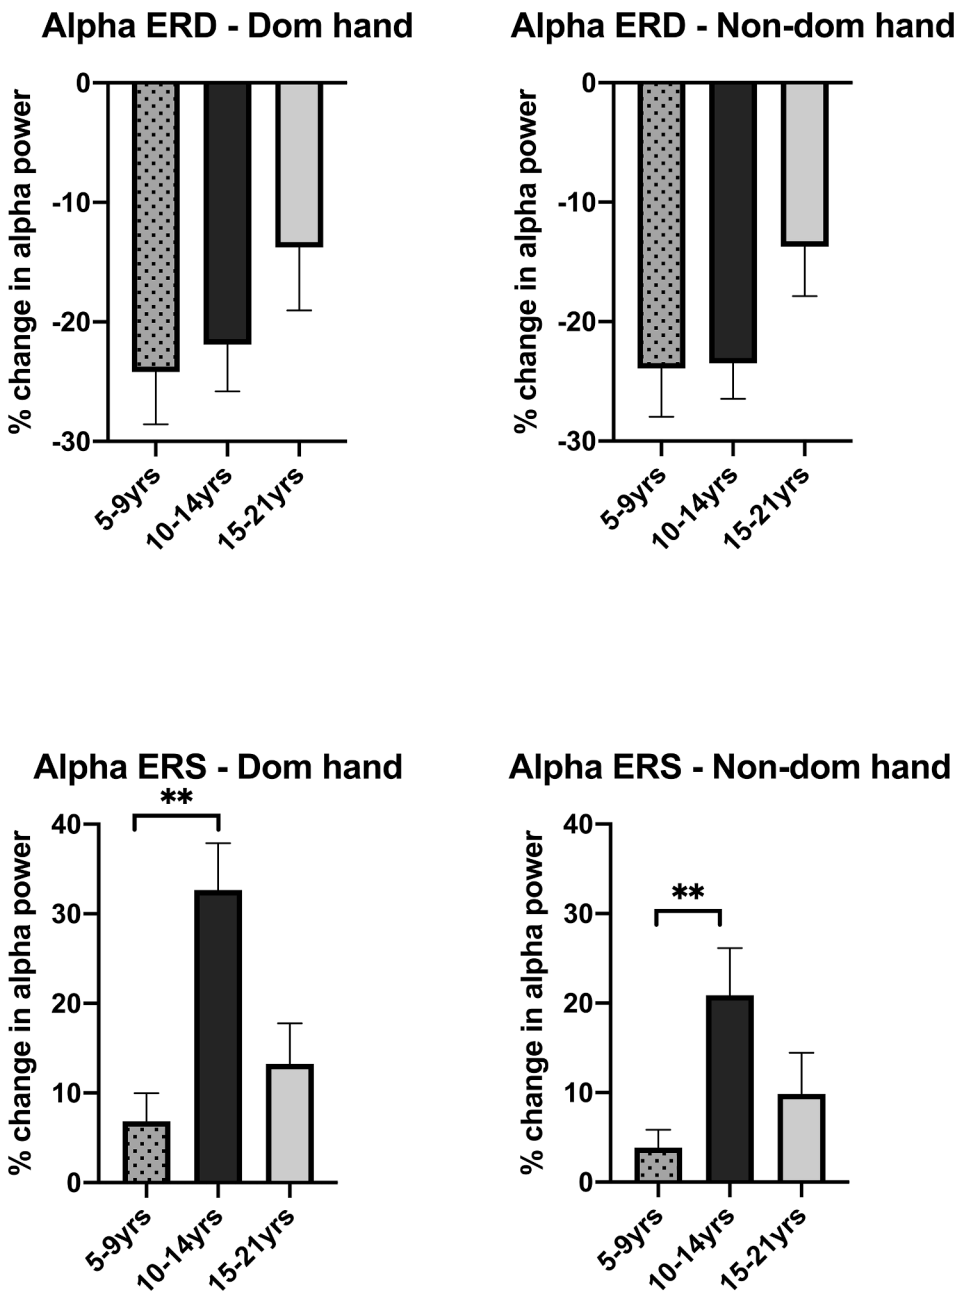 Alpha ERD - Dom hand
% change in alpha power
0
-10
-20
-30
5-9yrs
10-14yrs
15-21yrs
Alpha ERD - Non-dom hand
% change in alpha power
0
-10
-20
-30
5-9yrs
10-14yrs
15-21yrs
Alpha ERS - Dom hand
**
% change in alpha power
40
30
20
10
0
5-9yrs
10-14yrs
15-21yrs
Alpha ERS - Non-dom hand
**
% change in alpha power
40
30
20
10
0
5-9yrs
10-14yrs
15-21yrs